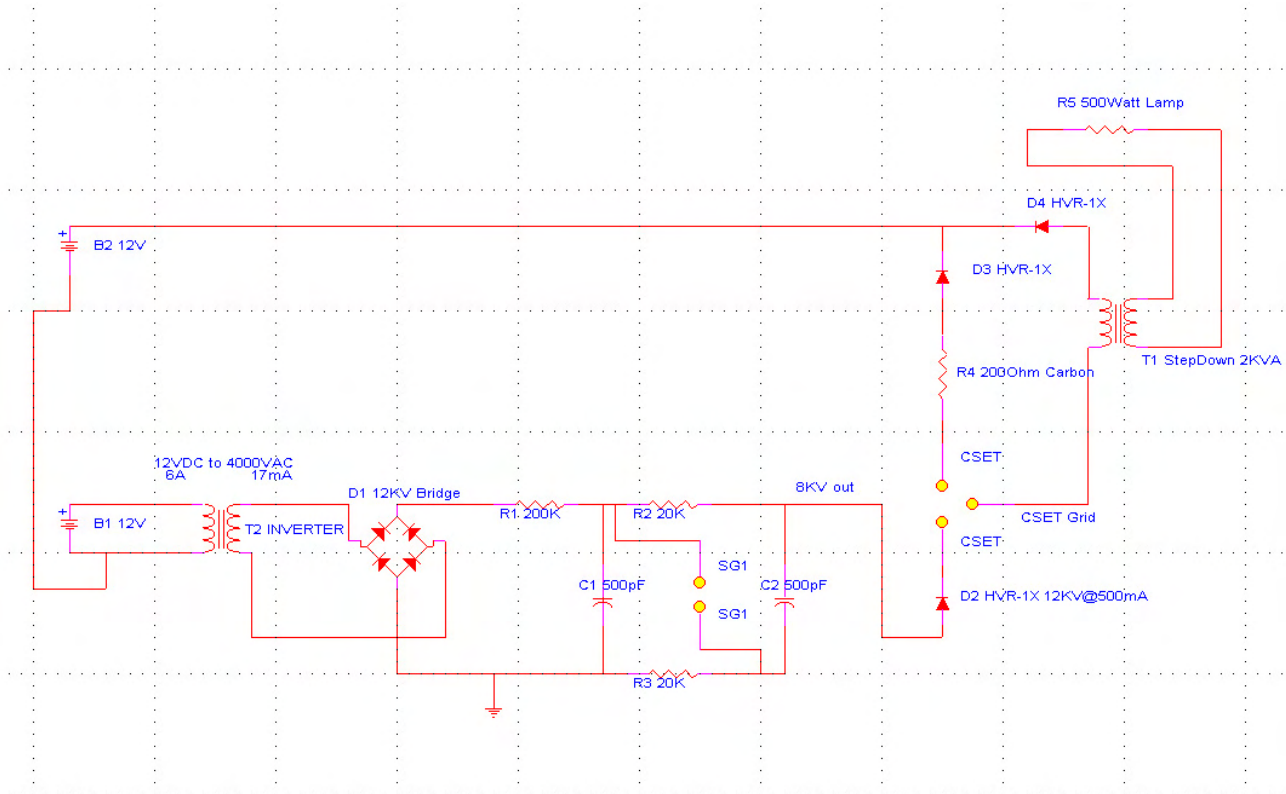 R5 500Watt Lamp
D4 HVR-1X
+
B2 12V
D3 HVR-1X
T1 StepDown 2KVA
R4 200Ohm Carbon
CSET
12VDC to 4000VAC
6A 17mA
D1 12KV Bridge
8KV out
+
B1 12V
T2 INVERTER
R1 200K
R2 20K
CSET Grid
CSET
SG1
C1 500pF
C2 500pF
D2 HVR-1X 12KV@500mA
SG1
R3 20K